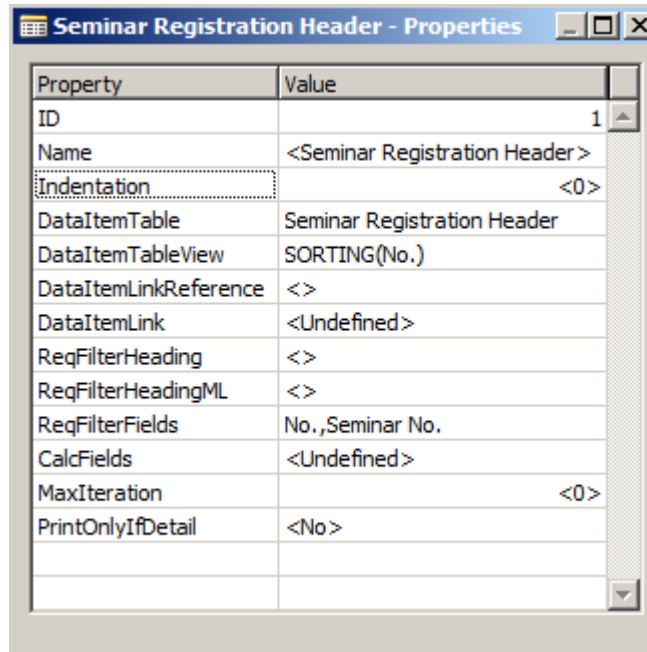 Seminar Registration Header - Properties
Property Value
ID 1
Name <Seminar Registration Header>
Indentation <0>
DataItemTable Seminar Registration Header
DataItemTableView SORTING(No.)
DataItemLinkReference <>
DataItemLink <Undefined>
ReqFilterHeading <>
ReqFilterHeadingML <>
ReqFilterFields No.,Seminar No.
CalcFields <Undefined>
MaxIteration <0>
PrintOnlyIfDetail <No>